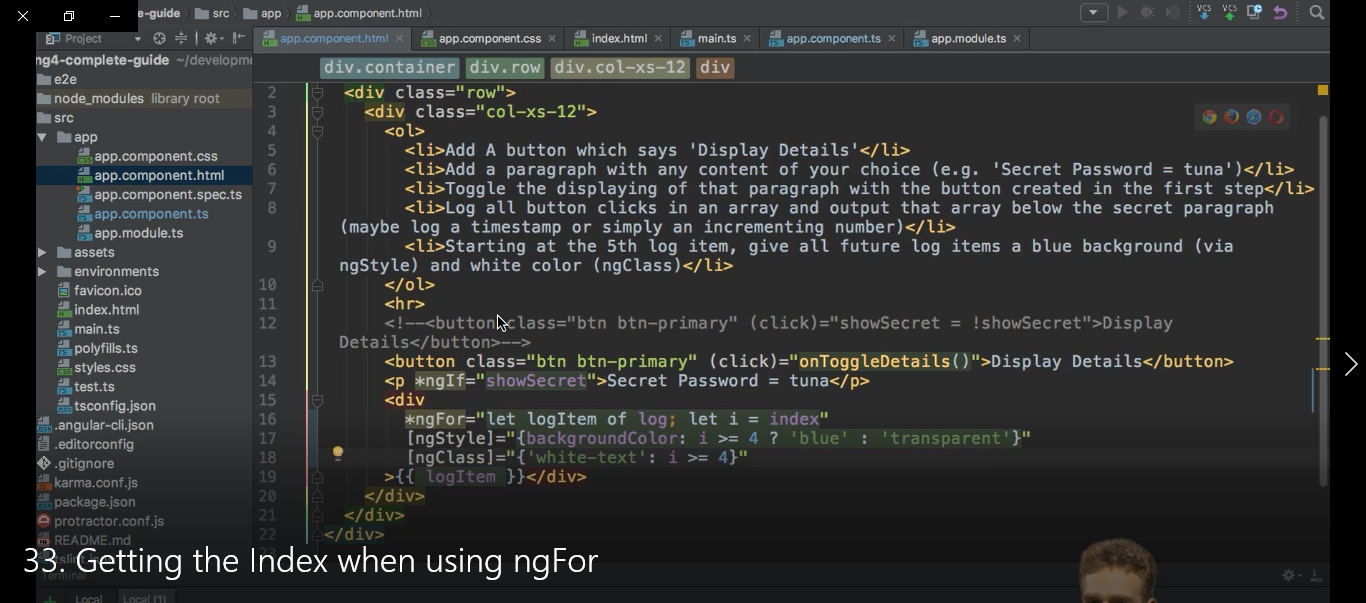 e-guide src app app.component.html
VCS VCS
Project
app.component.html app.component.css index.html main.ts app.component.ts app.module.ts
ng4-complete-guide ~/developme
div.container div.row div.col-xs-12 div
e2e
node_modules library root
src
app
app.component.css
app.component.html
app.component.spec.ts
app.component.ts
app.module.ts
assets
environments
favicon.ico
index.html
main.ts
polyfills.ts
styles.css
test.ts
tsconfig.json
.angular-cli.json
.editorconfig
.gitignore
karma.conf.js
package.json
protractor.conf.js
README.md
2 <div class="row">
3 <div class="col-xs-12">
4 <ol>
5 <li>Add A button which says 'Display Details'</li>
6 <li>Add a paragraph with any content of your choice (e.g. 'Secret Password = tuna')</li>
7 <li>Toggle the displaying of that paragraph with the button created in the first step</li>
8 <li>Log all button clicks in an array and output that array below the secret paragraph
(maybe log a timestamp or simply an incrementing number)</li>
9 <li>Starting at the 5th log item, give all future log items a blue background (via
ngStyle) and white color (ngClass)</li>
10 </ol>
11 <hr>
12 <!--<button class="btn btn-primary" (click)="showSecret = !showSecret">Display
Details</button>-->
13 <button class="btn btn-primary" (click)="onToggleDetails()">Display Details</button>
14 <p *ngIf="showSecret">Secret Password = tuna</p>
15 <div
16 *ngFor="let logItem of log; let i = index"
17 [ngStyle]="{backgroundColor: i >= 4 ? 'blue' : 'transparent'}"
18 [ngClass]="{'white-text': i >= 4}"
19 >{{ logItem }}</div>
20 </div>
21 </div>
22 </div>
33. Getting the Index when using ngFor
Terminal
Local Local (1)